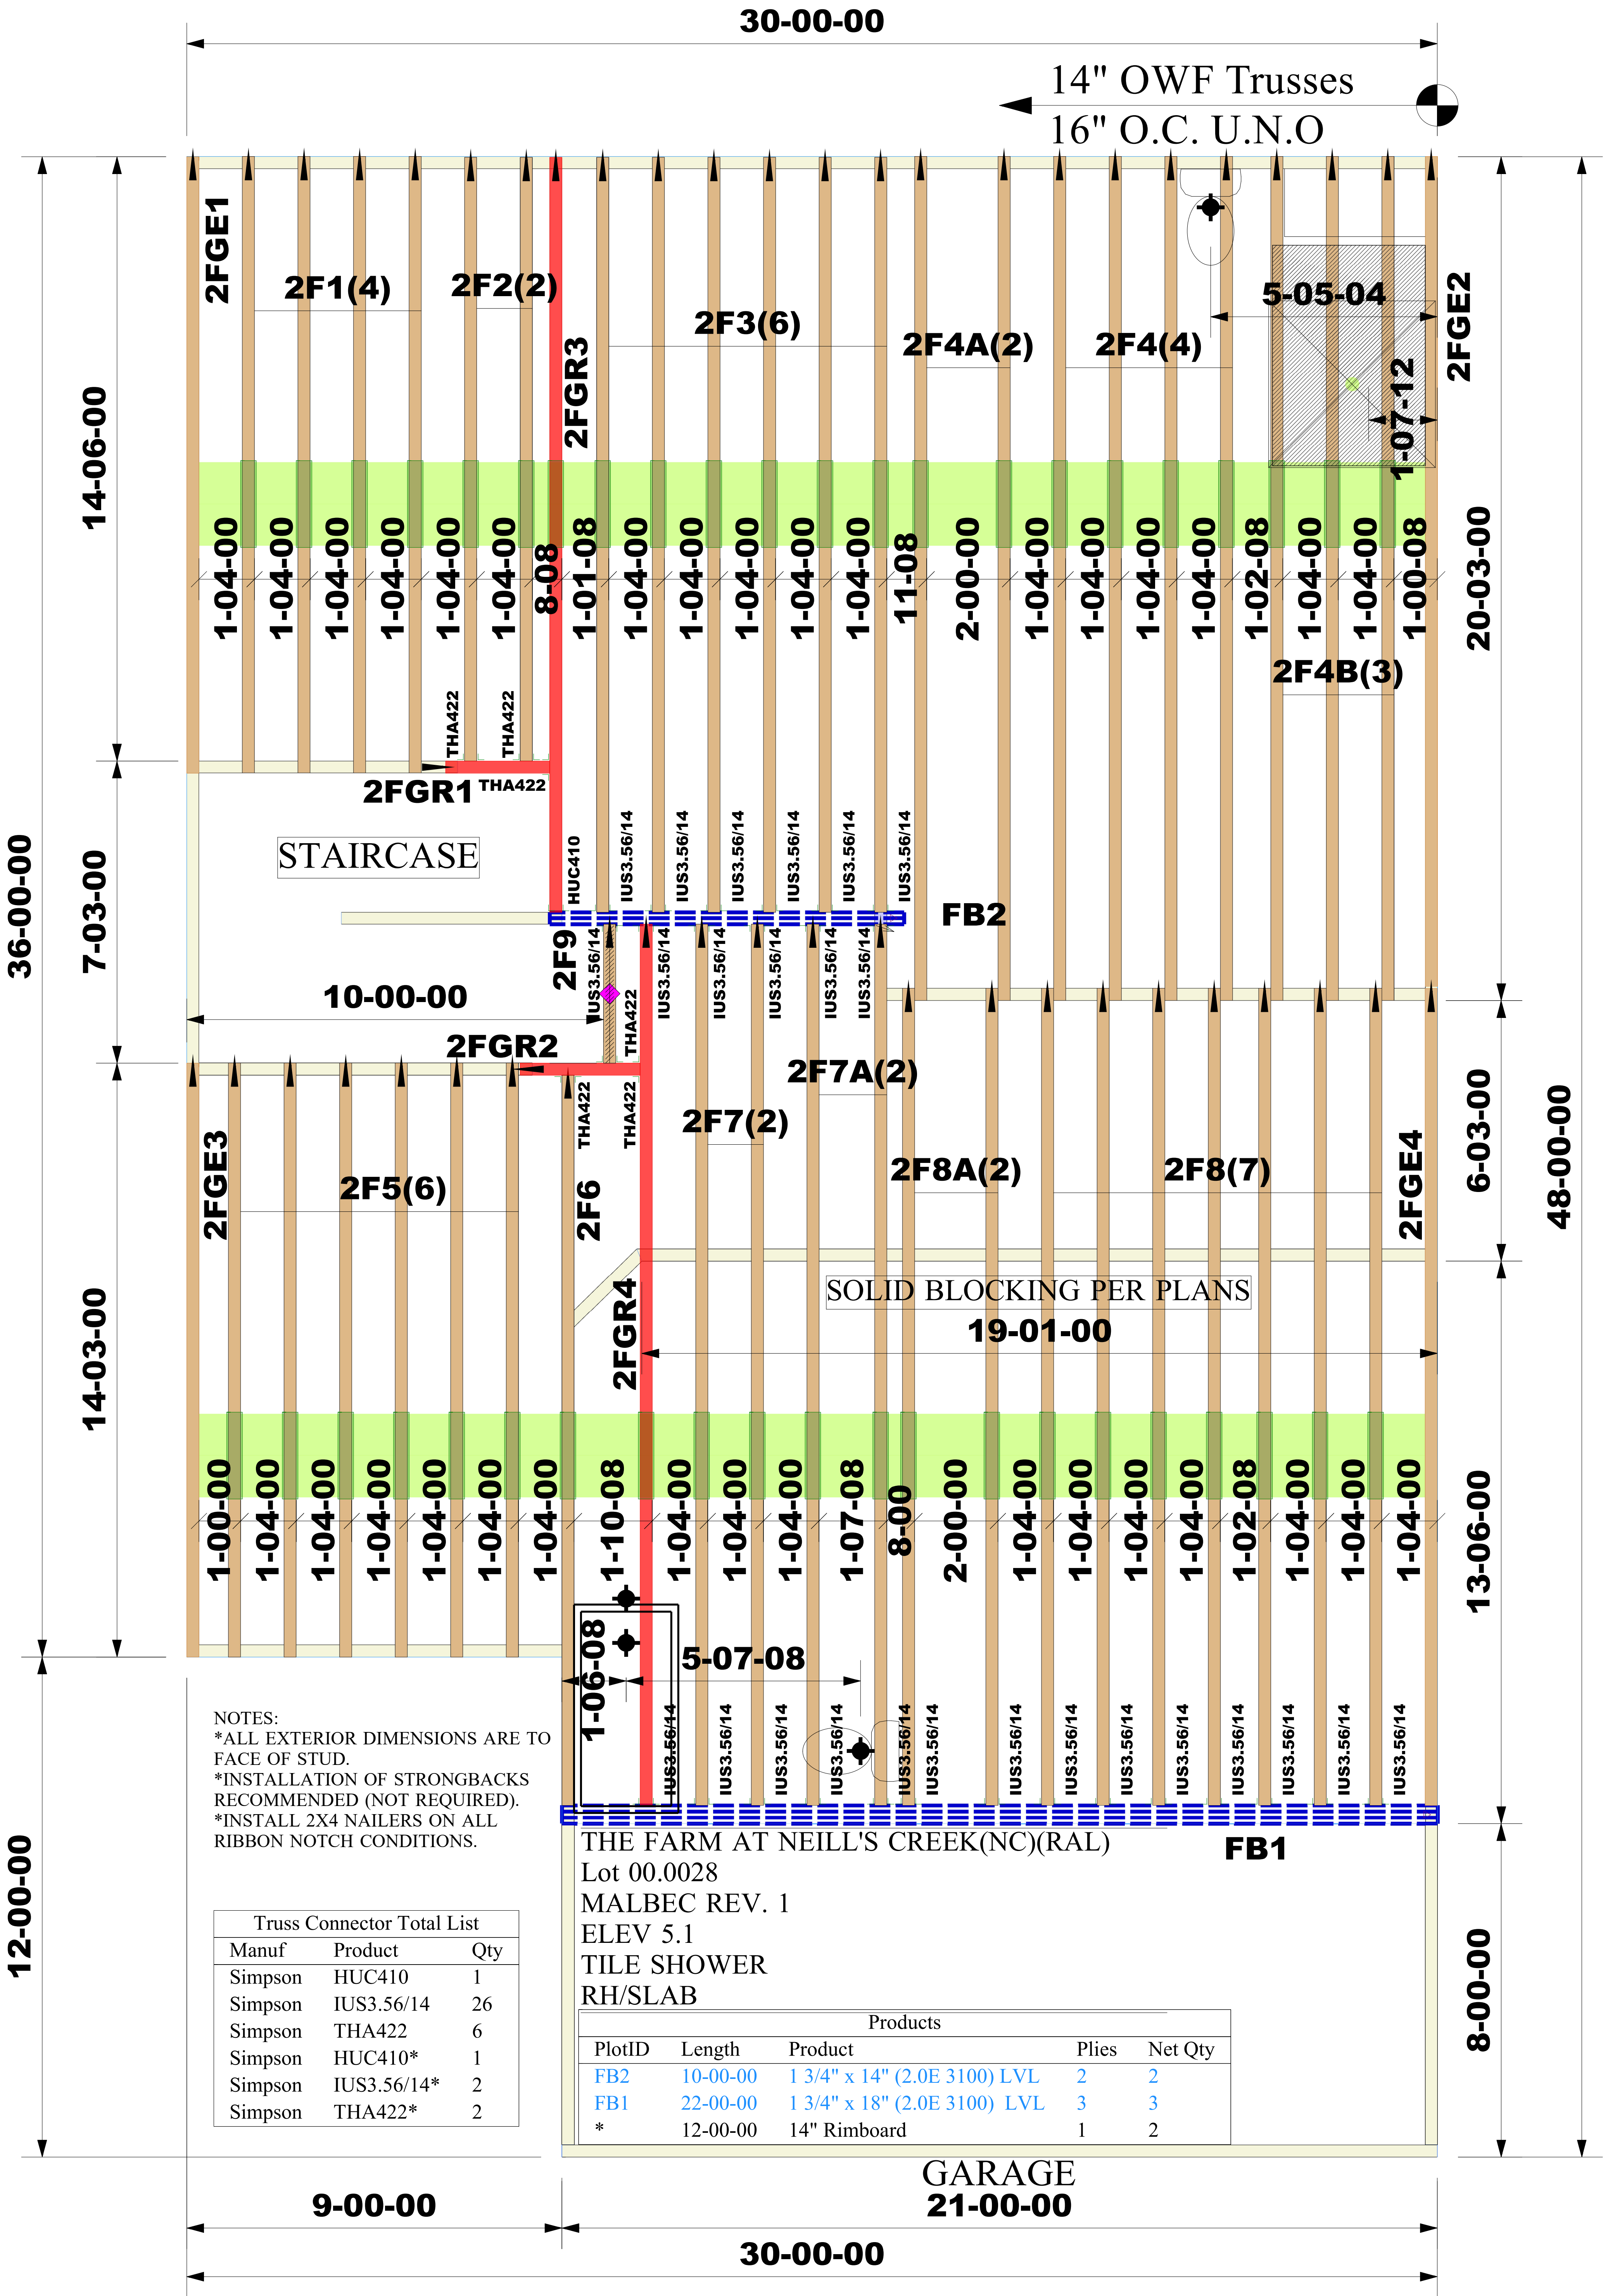 30-00-00
14" OWF Trusses
16" O.C. U.N.O
2FGE1
2F1(4)
2F2(2)
2FGR3
2F3(6)
2F4A(2)
2F4(4)
5-05-04
1-07-12
2FGE2
14-06-00
1-04-00
1-04-00
1-04-00
1-04-00
1-04-00
1-04-00
8-08
1-01-08
1-04-00
1-04-00
1-04-00
1-04-00
1-04-00
11-08
2-00-00
1-04-00
1-04-00
1-04-00
1-04-00
1-02-08
1-04-00
1-04-00
1-00-08
20-03-00
2F4B(3)
THA422
THA422
2FGR1
THA422
STAIRCASE
HUC410
IUS3.56/14
IUS3.56/14
IUS3.56/14
IUS3.56/14
IUS3.56/14
IUS3.56/14
FB2
36-00-00
7-03-00
2F9
IUS3.56/14
THA422
IUS3.56/14
IUS3.56/14
IUS3.56/14
IUS3.56/14
IUS3.56/14
10-00-00
2FGR2
THA422
THA422
2F7A(2)
2F7(2)
2F8A(2)
2F8(7)
2FGE3
2F5(6)
2F6
2FGE4
6-03-00
48-00-00
SOLID BLOCKING PER PLANS
19-01-00
2FGR4
14-03-00
1-00-00
1-04-00
1-04-00
1-04-00
1-04-00
1-04-00
1-04-00
1-10-08
1-04-00
1-04-00
1-04-00
1-07-08
8-00
2-00-00
1-04-00
1-04-00
1-04-00
1-04-00
1-02-08
1-04-00
1-04-00
1-04-00
13-06-00
1-06-08
5-07-08
IUS3.56/14
IUS3.56/14
IUS3.56/14
IUS3.56/14
IUS3.56/14
IUS3.56/14
IUS3.56/14
IUS3.56/14
IUS3.56/14
IUS3.56/14
IUS3.56/14
IUS3.56/14
IUS3.56/14
IUS3.56/14
NOTES:
*ALL EXTERIOR DIMENSIONS ARE TO
FACE OF STUD.
*INSTALLATION OF STRONGBACKS
RECOMMENDED (NOT REQUIRED).
*INSTALL 2X4 NAILERS ON ALL
RIBBON NOTCH CONDITIONS.
FB1
THE FARM AT NEILL'S CREEK(NC)(RAL)
Lot 00.0028
MALBEC REV. 1
ELEV 5.1
TILE SHOWER
RH/SLAB
12-00-00
8-00-00
Truss Connector Total List
Manuf Product Qty
Simpson HUC410 1
Simpson IUS3.56/14 26
Simpson THA422 6
Simpson HUC410* 1
Simpson IUS3.56/14* 2
Simpson THA422* 2
Products
PlotID Length Product Plies Net Qty
FB2 10-00-00 1 3/4" x 14" (2.0E 3100) LVL 2 2
FB1 22-00-00 1 3/4" x 18" (2.0E 3100) LVL 3 3
* 12-00-00 14" Rimboard 1 2
GARAGE
9-00-00
21-00-00
30-00-00